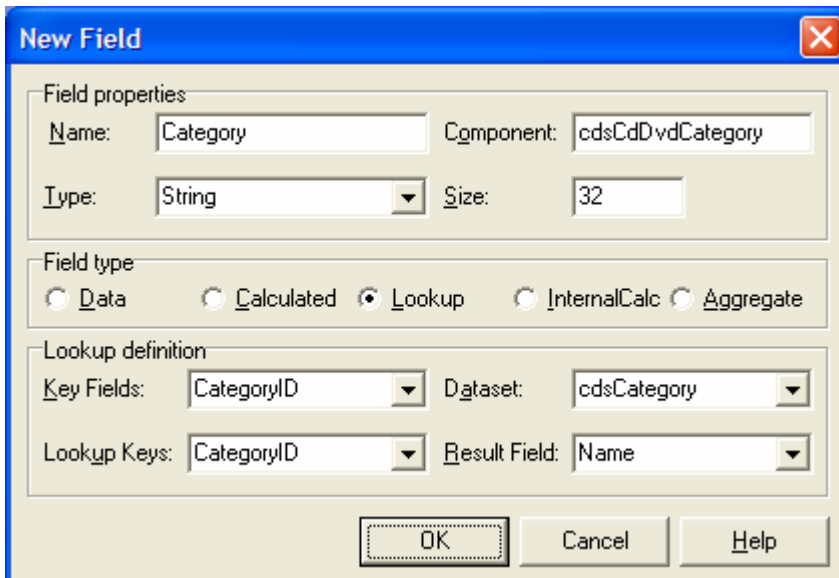 New Field
Field properties
Name: Category Component: cdsCdDvdCategory
Type: String Size: 32
Field type
Data Calculated Lookup InternalCalc Aggregate
Lookup definition
Key Fields: CategoryID Dataset: cdsCategory
Lookup Keys: CategoryID Result Field: Name
OK Cancel Help